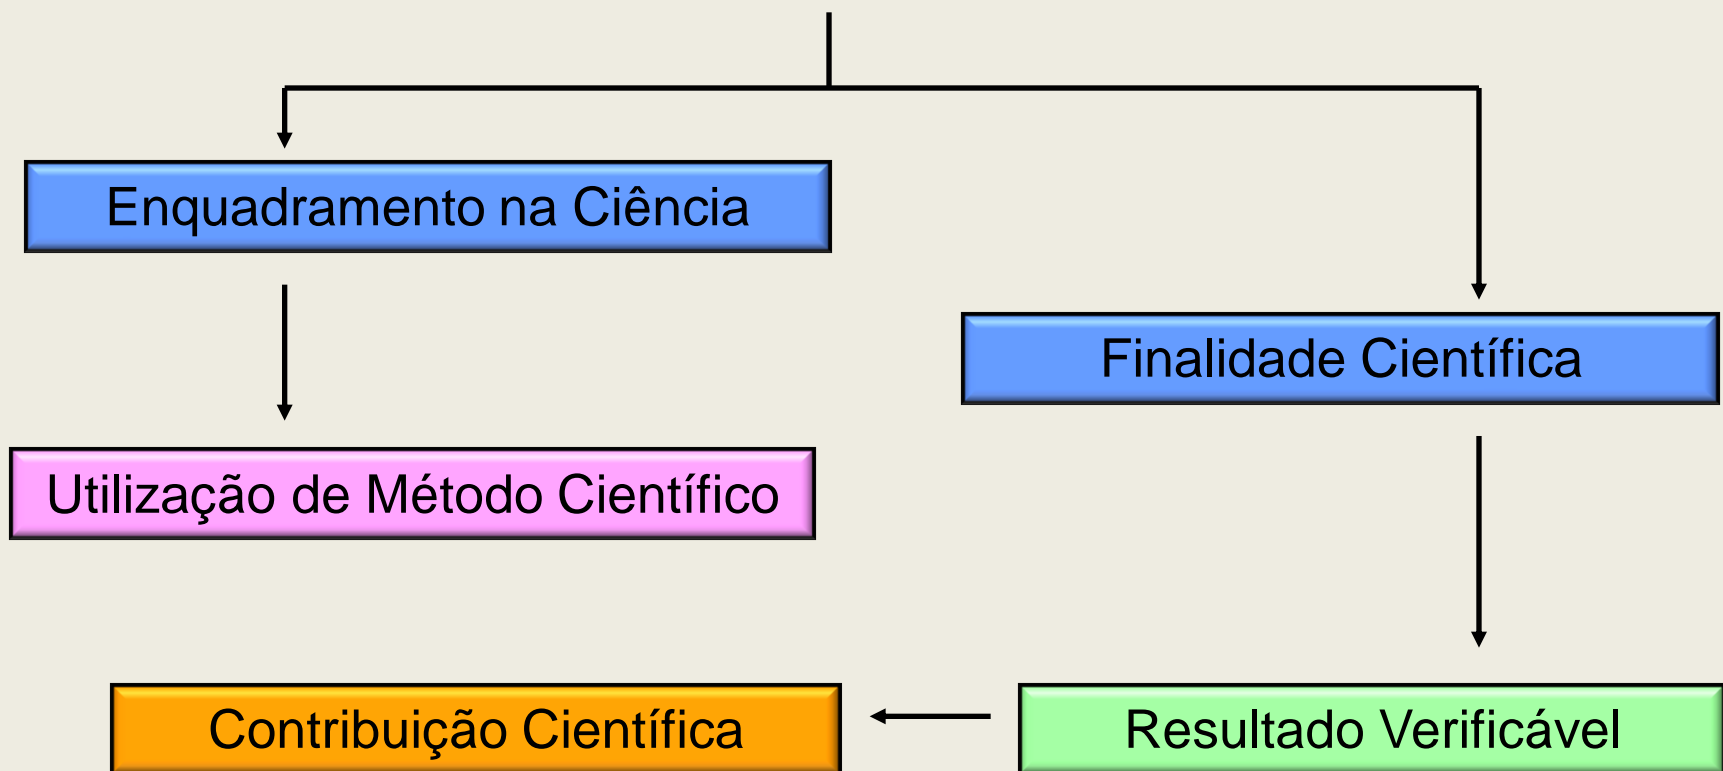 Enquadramento na Ciência
Finalidade Científica
Utilização de Método Científico
Contribuição Científica
Resultado Verificável